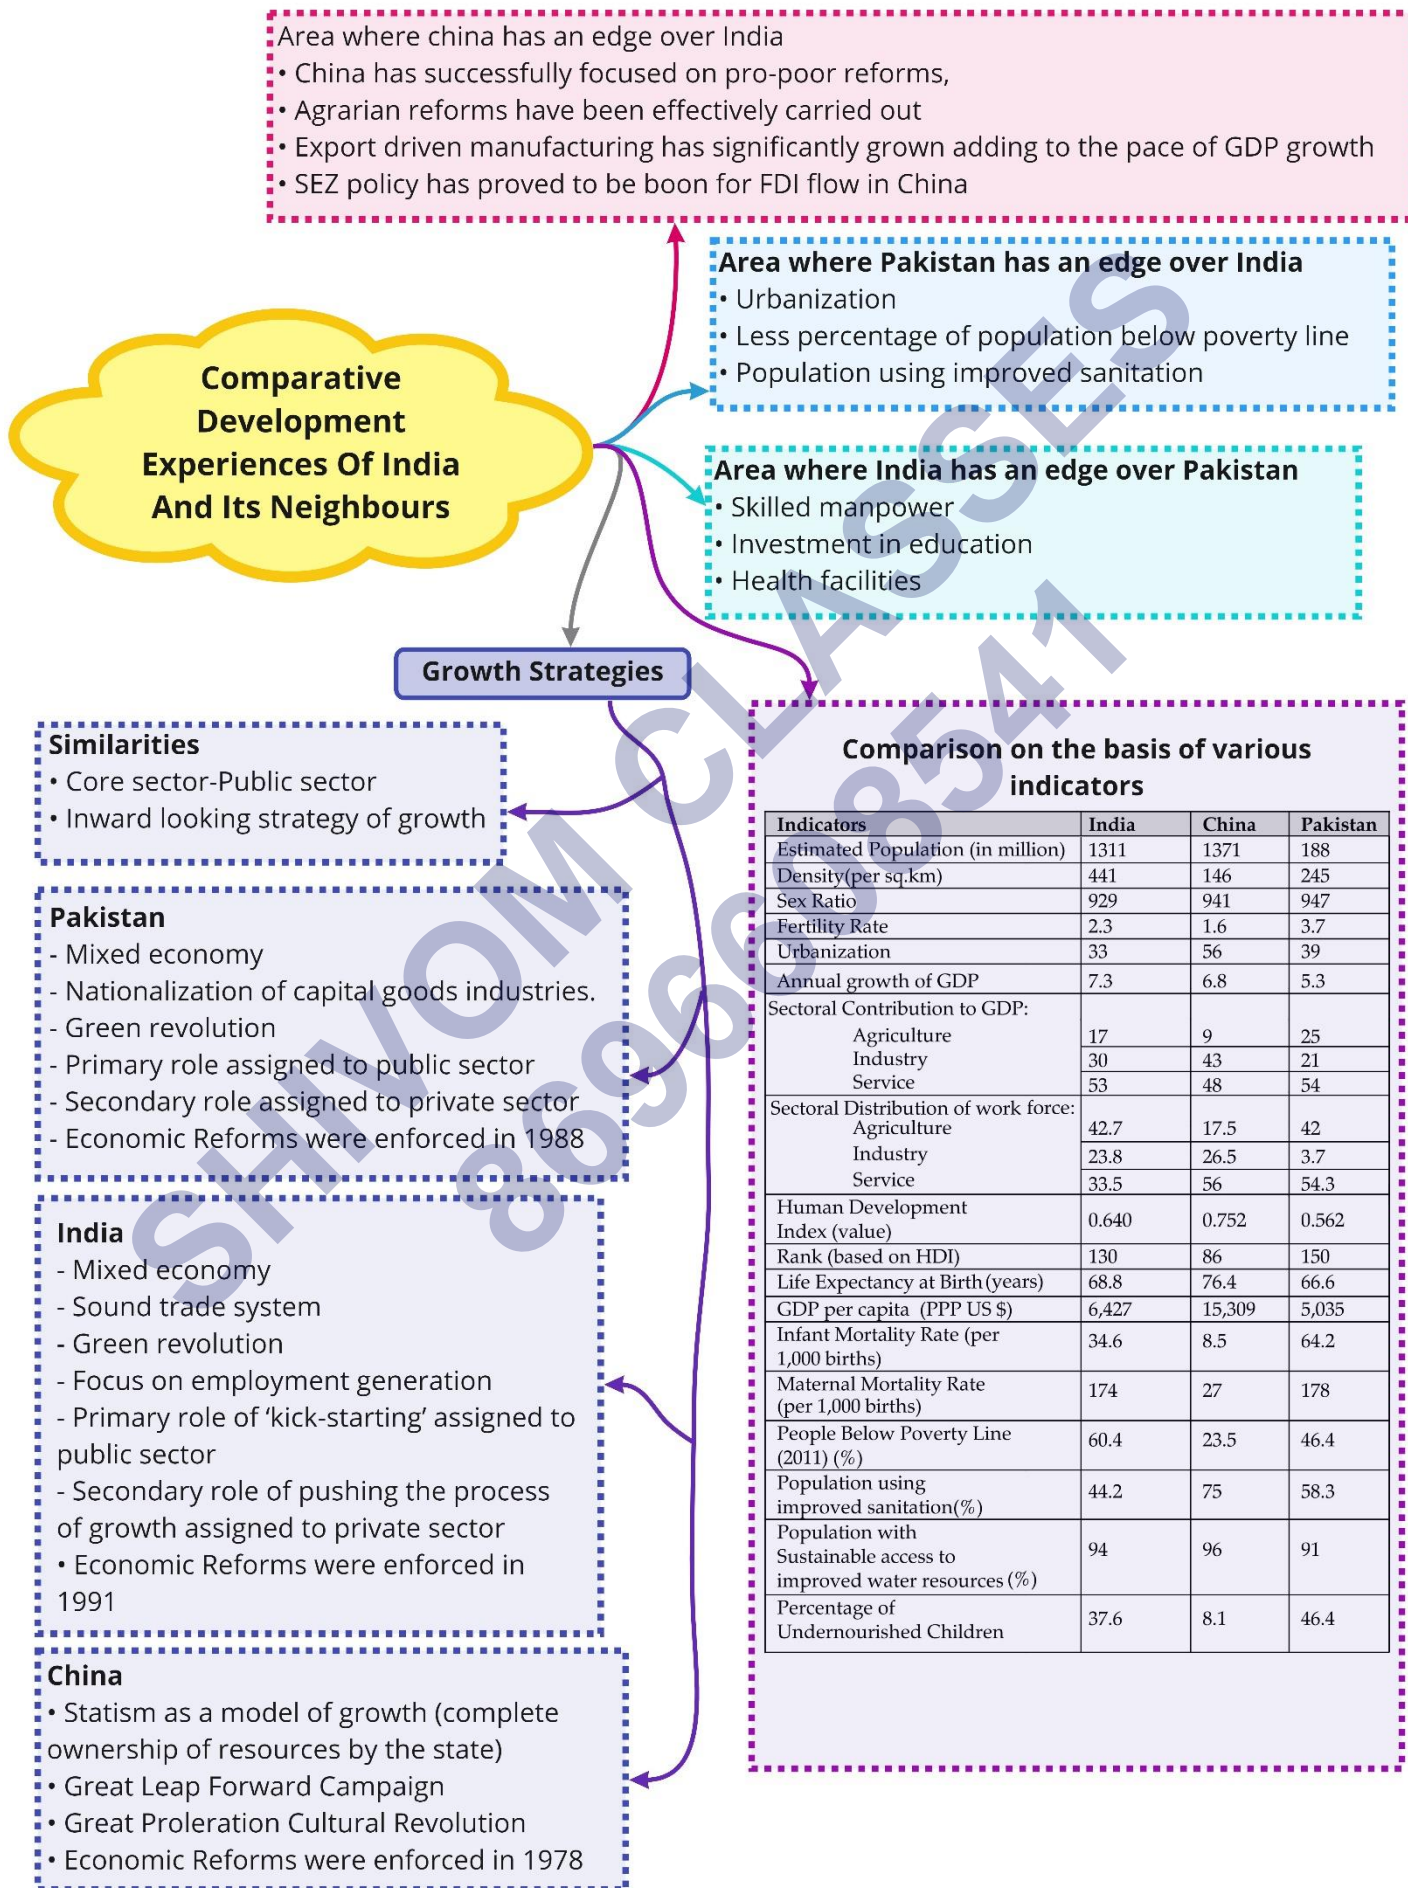 Area where china has an edge over India
• China has successfully focused on pro-poor reforms,
• Agrarian reforms have been effectively carried out
• Export driven manufacturing has significantly grown adding to the pace of GDP growth
• SEZ policy has proved to be boon for FDI flow in China
Area where Pakistan has an edge over India
• Urbanization
• Less percentage of population below poverty line
• Population using improved sanitation
Comparative
Development
Experiences Of India
And Its Neighbours
Area where India has an edge over Pakistan
• Skilled manpower
• Investment in education
• Health facilities
Growth Strategies
Similarities
• Core sector-Public sector
• Inward looking strategy of growth
Pakistan
- Mixed economy
- Nationalization of capital goods industries.
- Green revolution
- Primary role assigned to public sector
- Secondary role assigned to private sector
- Economic Reforms were enforced in 1988
India
- Mixed economy
- Sound trade system
- Green revolution
- Focus on employment generation
- Primary role of ‘kick-starting’ assigned to
public sector
- Secondary role of pushing the process
of growth assigned to private sector
• Economic Reforms were enforced in
1991
China
• Statism as a model of growth (complete
ownership of resources by the state)
• Great Leap Forward Campaign
• Great Proleration Cultural Revolution
• Economic Reforms were enforced in 1978
Comparison on the basis of various
indicators
Indicators India China Pakistan
Estimated Population (in million) 1311 1371 188
Density(per sq.km) 441 146 245
Sex Ratio 929 941 947
Fertility Rate 2.3 1.6 3.7
Urbanization 33 56 39
Annual growth of GDP 7.3 6.8 5.3
Sectoral Contribution to GDP:
Agriculture 17 9 25
Industry 30 43 21
Service 53 48 54
Sectoral Distribution of work force:
Agriculture 42.7 17.5 42
Industry 23.8 26.5 3.7
Service 33.5 56 54.3
Human Development
Index (value) 0.640 0.752 0.562
Rank (based on HDI) 130 86 150
Life Expectancy at Birth (years) 68.8 76.4 66.6
GDP per capita (PPP US $) 6,427 15,309 5,035
Infant Mortality Rate (per
1,000 births) 34.6 8.5 64.2
Maternal Mortality Rate
(per 1,000 births) 174 27 178
People Below Poverty Line
(2011) (%) 60.4 23.5 46.4
Population using
improved sanitation(%) 44.2 75 58.3
Population with
Sustainable access to
improved water resources (%) 94 96 91
Percentage of
Undernourished Children 37.6 8.1 46.4
SHIVOM CLASSES
8696608541